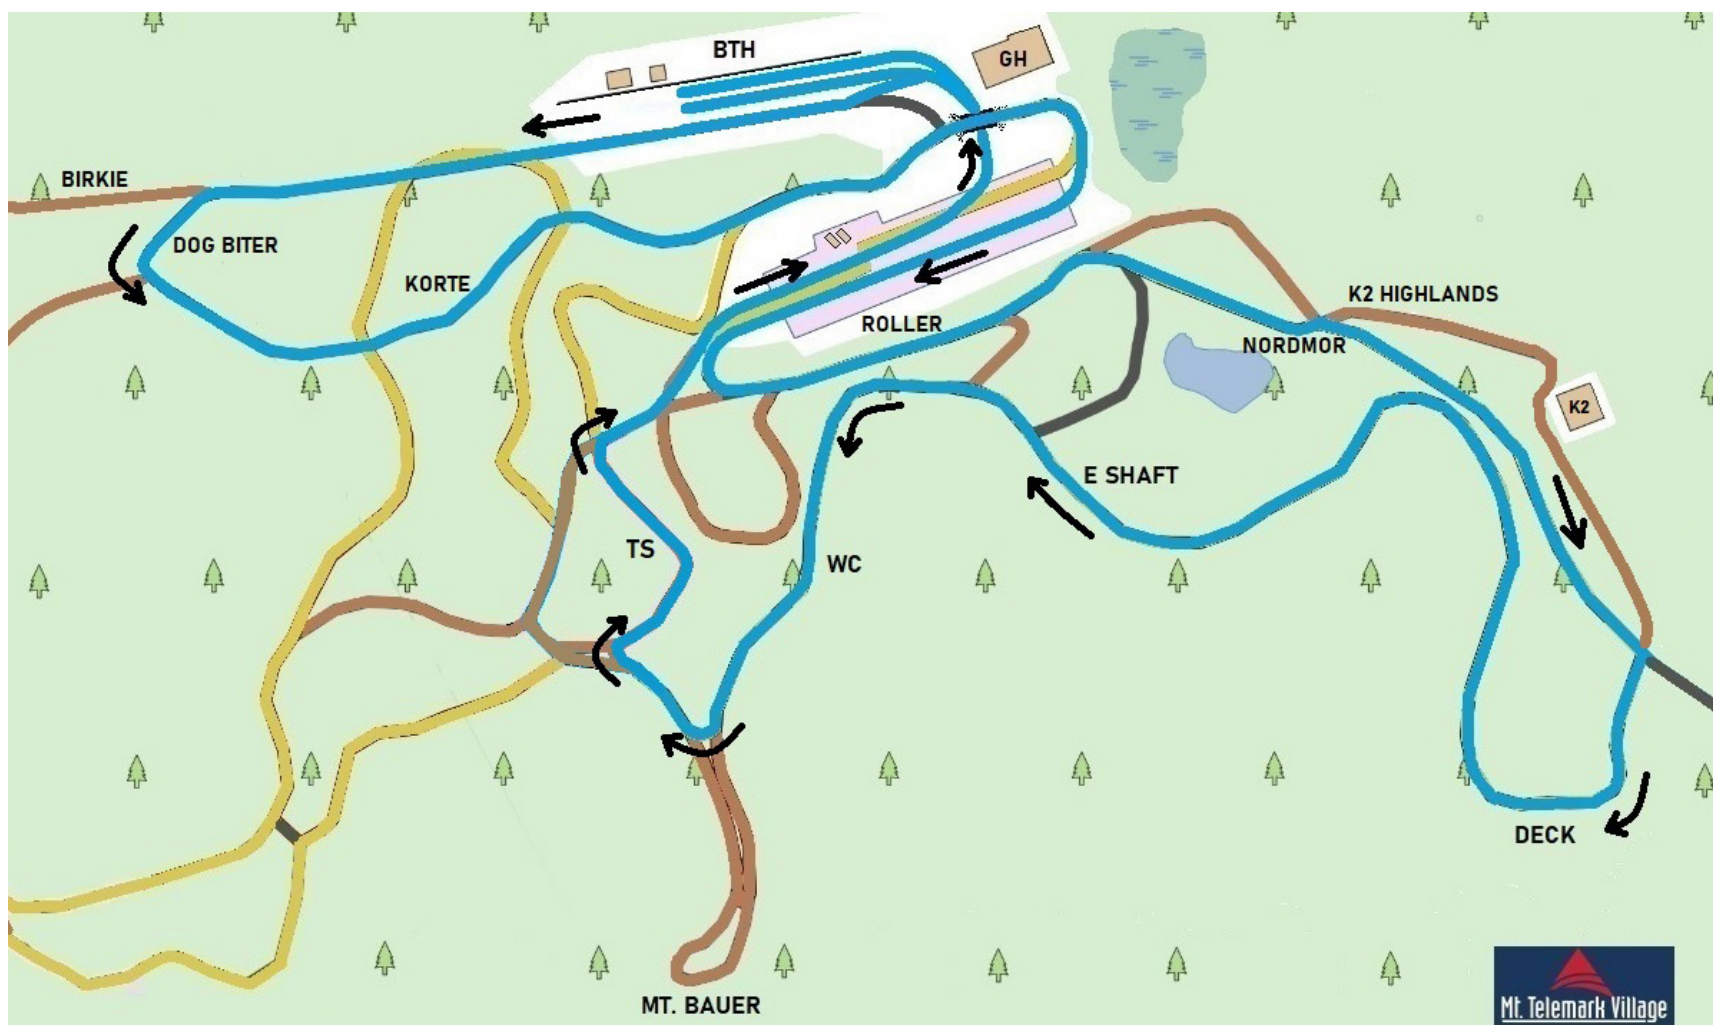 BTH
GH
BIRKIE
DOG BITER
KORTE
K2 HIGHLANDS
ROLLER
NORDMOR
K2
E SHAFT
TS
WC
DECK
MT. BAUER
Mt. Telemark Village